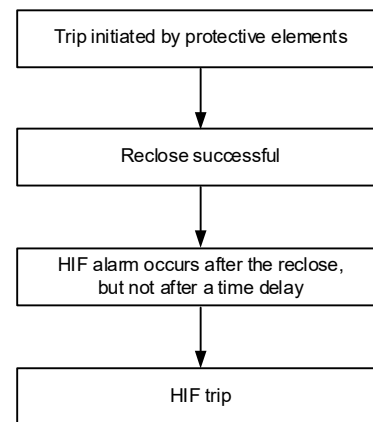 Trip initiated by protective elements
Reclose successful
HIF alarm occurs after the reclose,
but not after a time delay
HIF trip